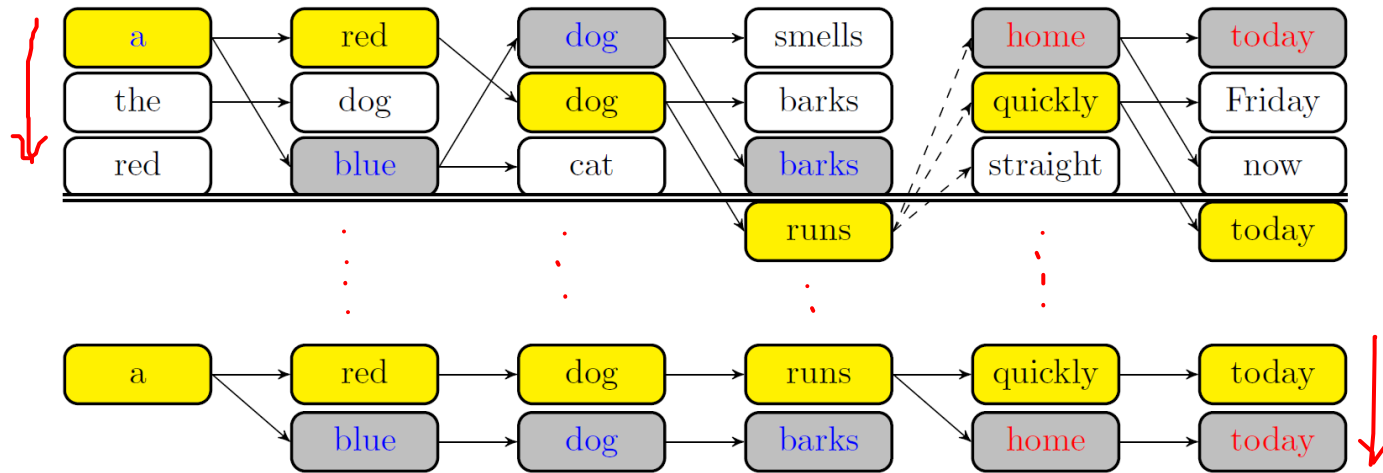 a red dog smells home today
the dog dog barks quickly Friday
red blue cat barks straight now
runs today
a red dog runs quickly today
blue dog barks home today